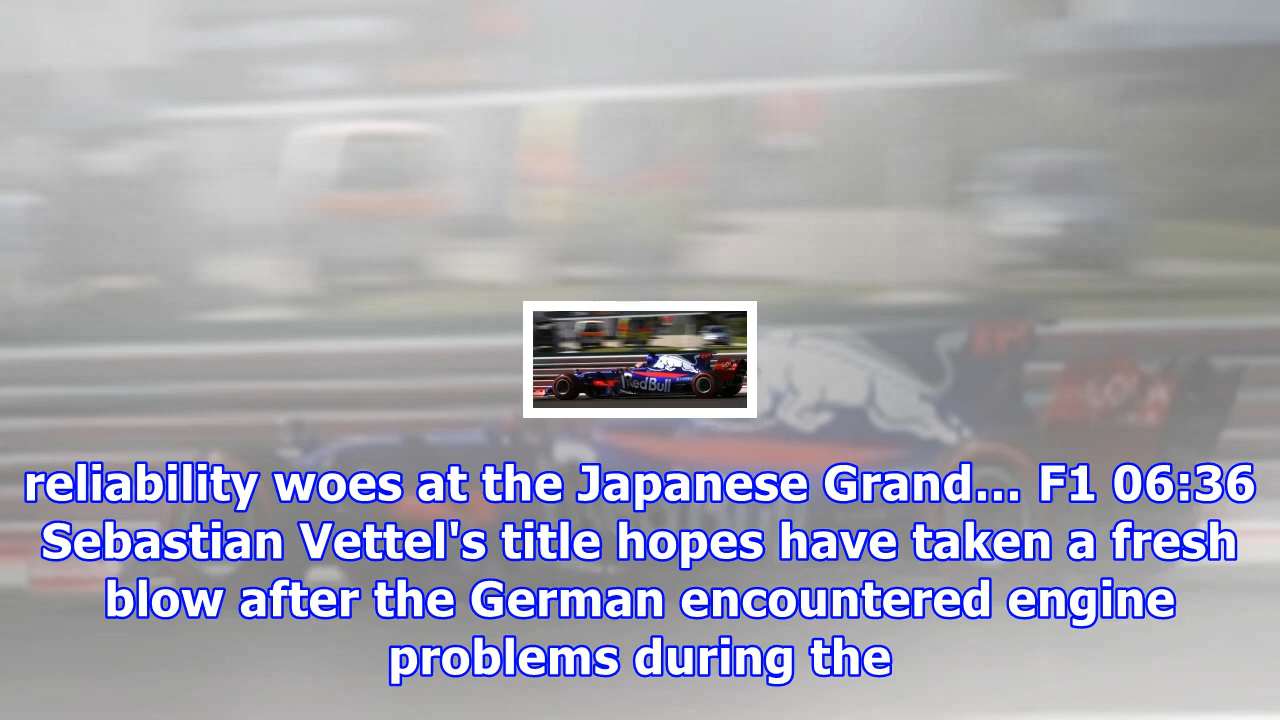 RedBull
reliability woes at the Japanese Grand... F1 06:36
Sebastian Vettel's title hopes have taken a fresh
blow after the German encountered engine
problems during the